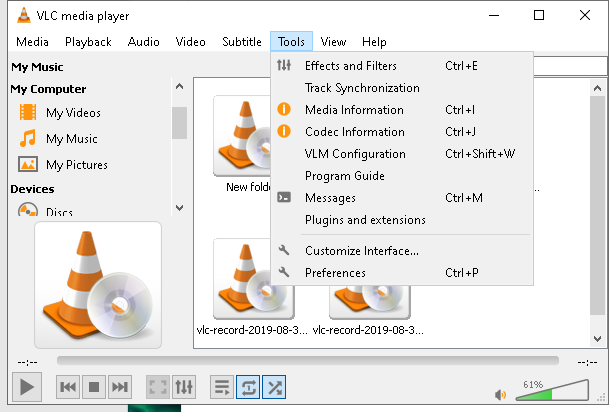 VLC media player
Media Playback Audio Video Subtitle Tools View Help
My Music
My Computer
My Videos
My Music
My Pictures
Devices
Discs
Effects and Filters Ctrl+E
Track Synchronization
Media Information Ctrl+I
Codec Information Ctrl+J
VLM Configuration Ctrl+Shift+W
Program Guide
Messages Ctrl+M
Plugins and extensions
Customize Interface...
Preferences Ctrl+P
New folde
vlc-record-2019-08-3... vlc-record-2019-08-3...
--:-- --:--
61%